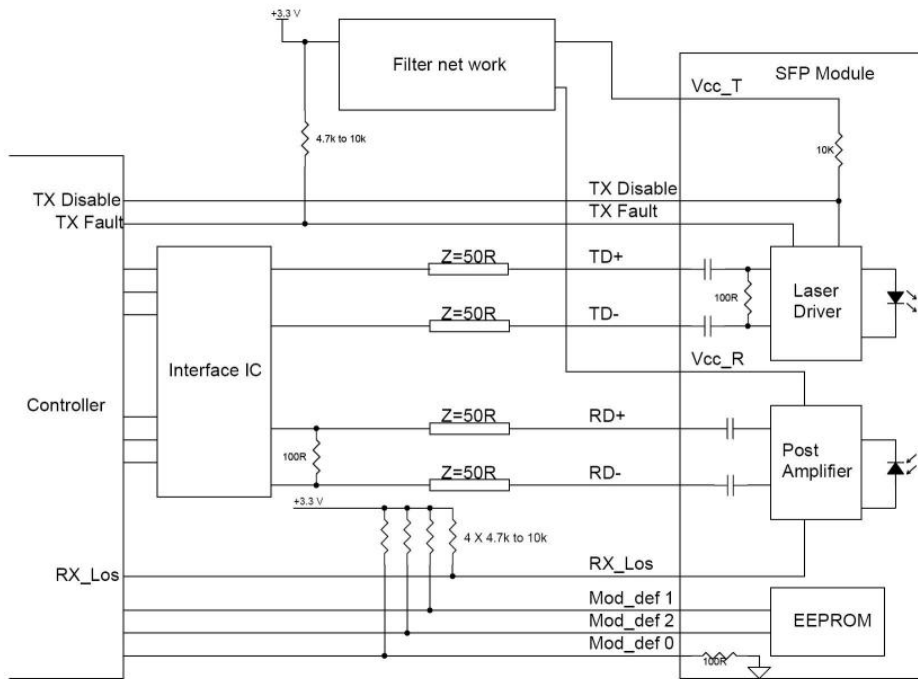 +3.3 V
Filter net work
SFP Module
Vcc_T
4.7k to 10k
10K
TX Disable
TX Disable
TX Fault
TX Fault
Z=50R
TD+
100R
Laser
Driver
Z=50R
TD-
Vcc_R
Interface IC
Controller
Z=50R
RD+
100R
Post
Amplifier
Z=50R
RD-
+3.3 V
4 X 4.7k to 10k
RX_Los
RX_Los
Mod_def 1
EEPROM
Mod_def 2
Mod_def 0
100R